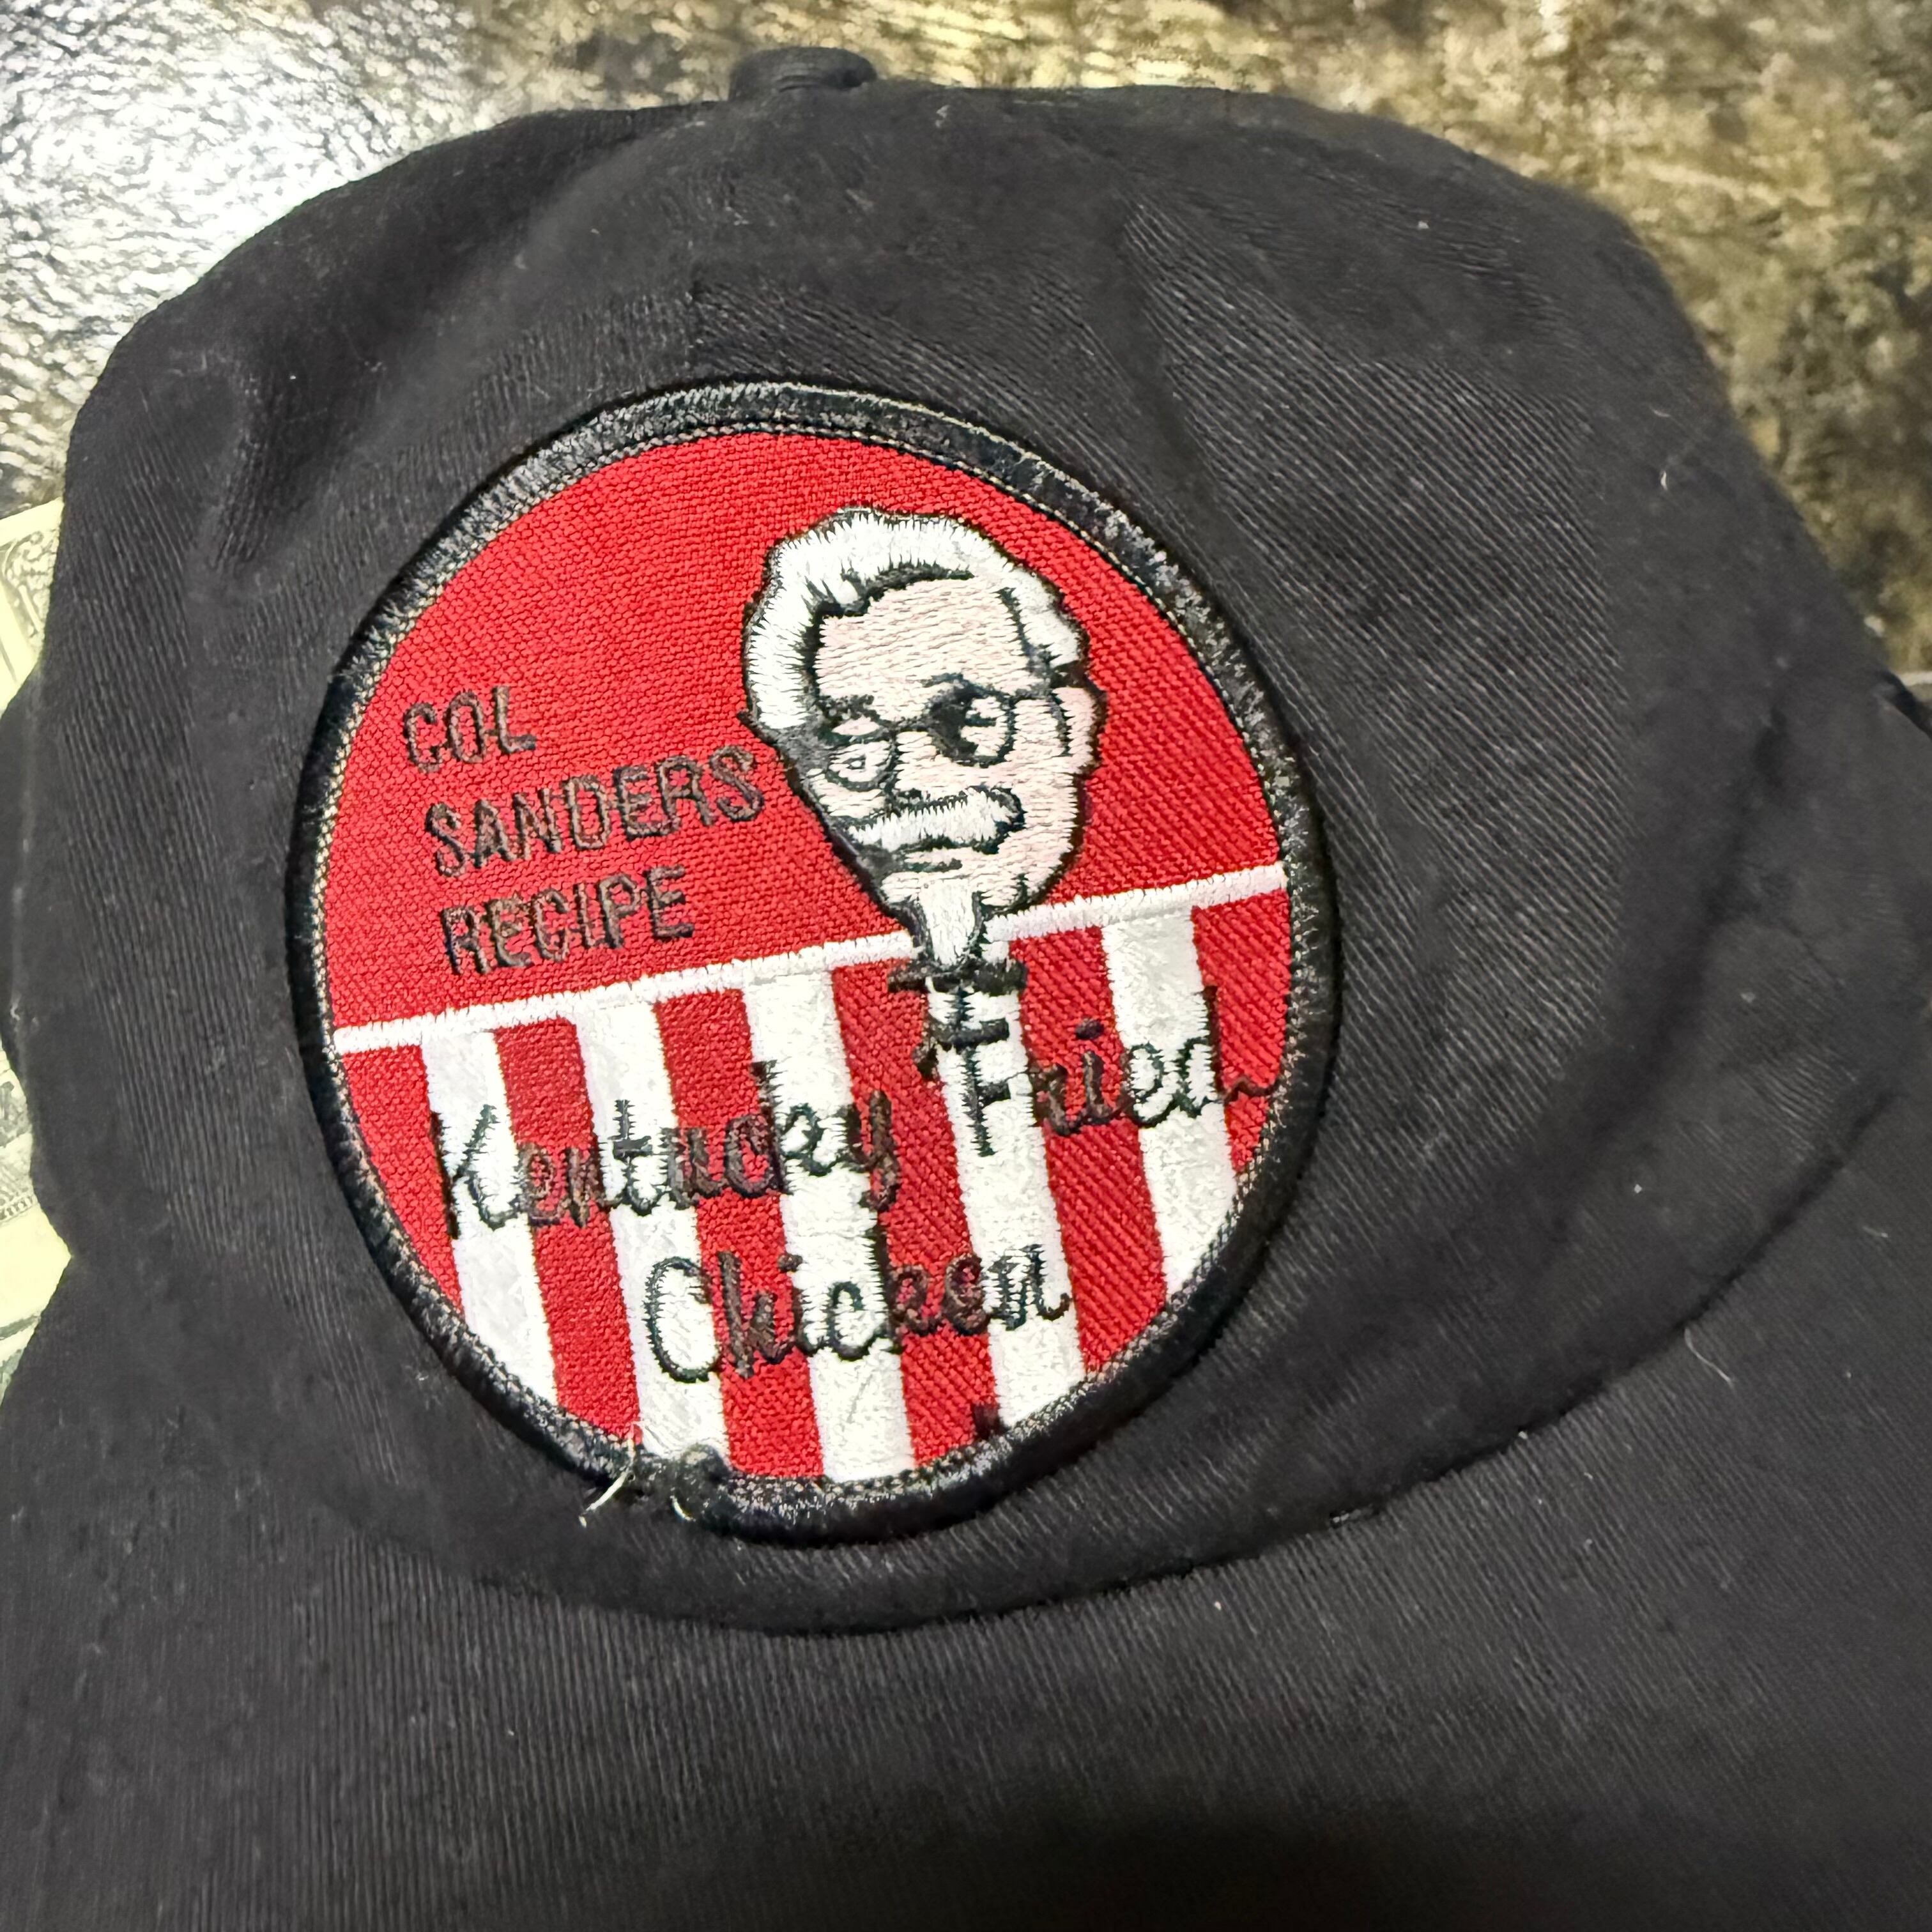 COL
SANDERS
RECIPE
Kentucky Fried
Chicken